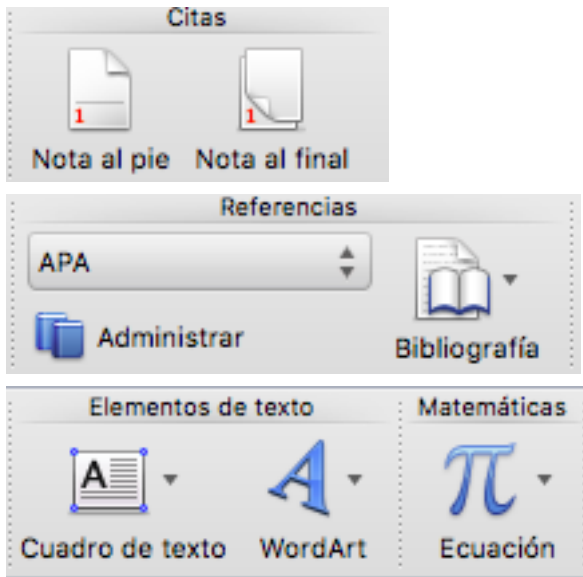 Citas
1 1
Nota al pie Nota al final
Referencias
APA
Administrar
Bibliografía
Elementos de texto Matemáticas
A A π
Cuadro de texto WordArt Ecuación